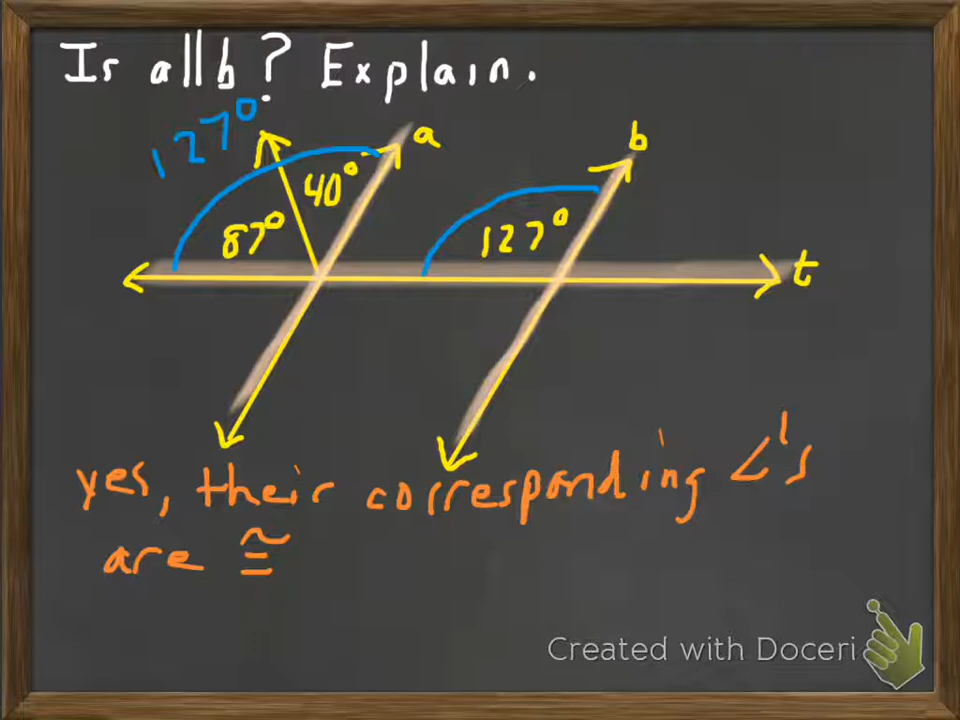 Is a||b? Explain.
127°
a
b
40°
87°
127°
t
yes, their corresponding ∠'s
are ≅
Created with Doceri